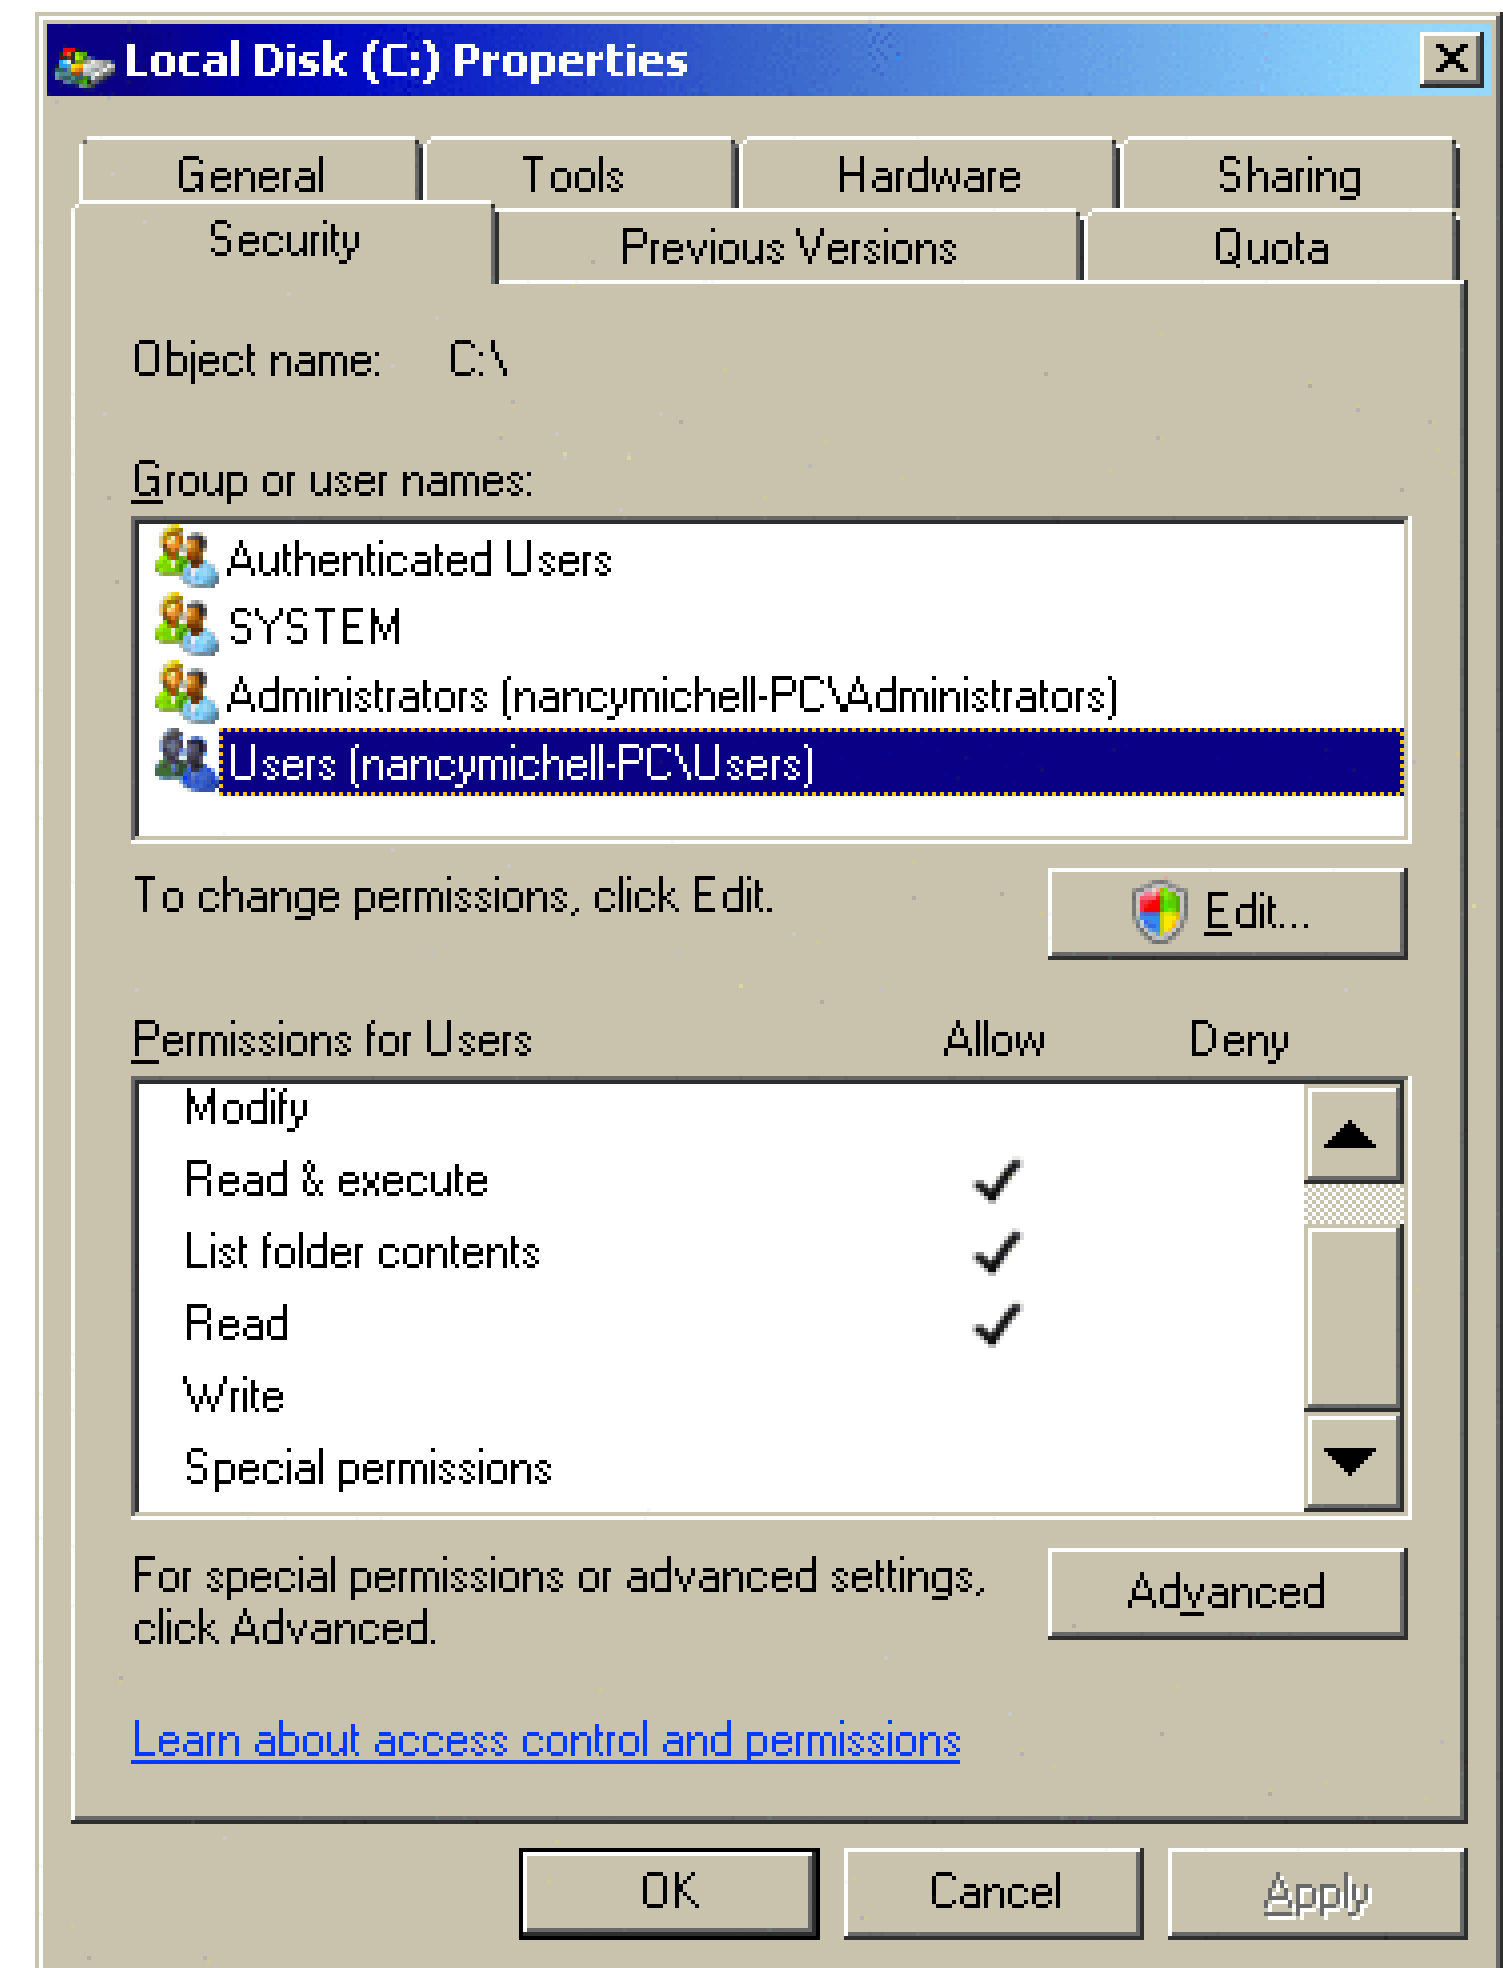 Local Disk (C:) Properties
General Tools Hardware Sharing
Security Previous Versions Quota
Object name: C:\
Group or user names:
Authenticated Users
SYSTEM
Administrators (nancymichell-PC\Administrators)
Users (nancymichell-PC\Users)
To change permissions, click Edit.
Edit...
Permissions for Users Allow Deny
Modify
Read & execute
List folder contents
Read
Write
Special permissions
For special permissions or advanced settings,
click Advanced.
Advanced
Learn about access control and permissions
OK Cancel Apply